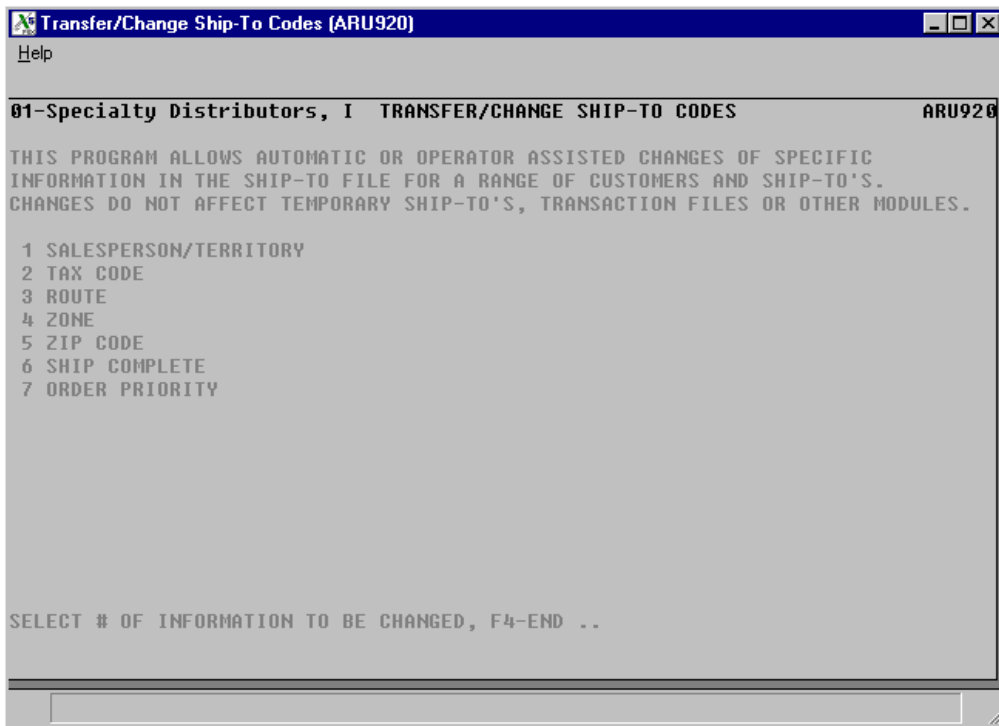 Transfer/Change Ship-To Codes (ARU920)
Help
01-Specialty Distributors, I TRANSFER/CHANGE SHIP-TO CODES ARU920
THIS PROGRAM ALLOWS AUTOMATIC OR OPERATOR ASSISTED CHANGES OF SPECIFIC
INFORMATION IN THE SHIP-TO FILE FOR A RANGE OF CUSTOMERS AND SHIP-TO'S.
CHANGES DO NOT AFFECT TEMPORARY SHIP-TO'S, TRANSACTION FILES OR OTHER MODULES.
1 SALESPERSON/TERRITORY
2 TAX CODE
3 ROUTE
4 ZONE
5 ZIP CODE
6 SHIP COMPLETE
7 ORDER PRIORITY
SELECT # OF INFORMATION TO BE CHANGED, F4-END ..